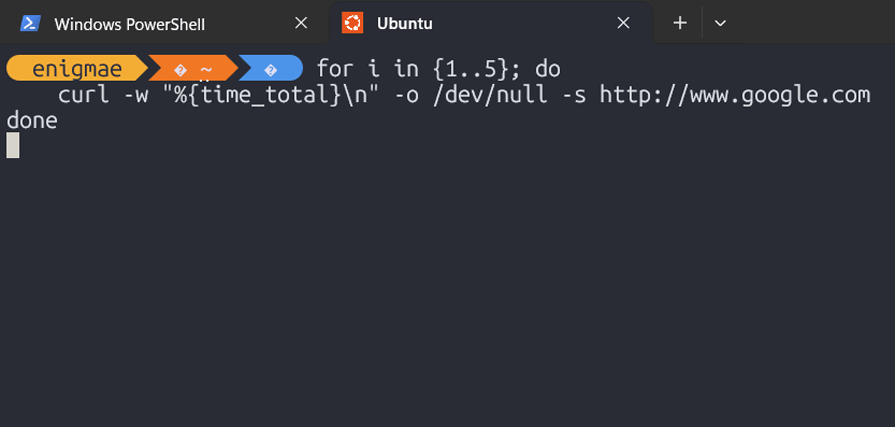 Windows PowerShell
Ubuntu
enigmae � ~ � for i in {1..5}; do
    curl -w "%{time_total}\n" -o /dev/null -s http://www.google.com
done